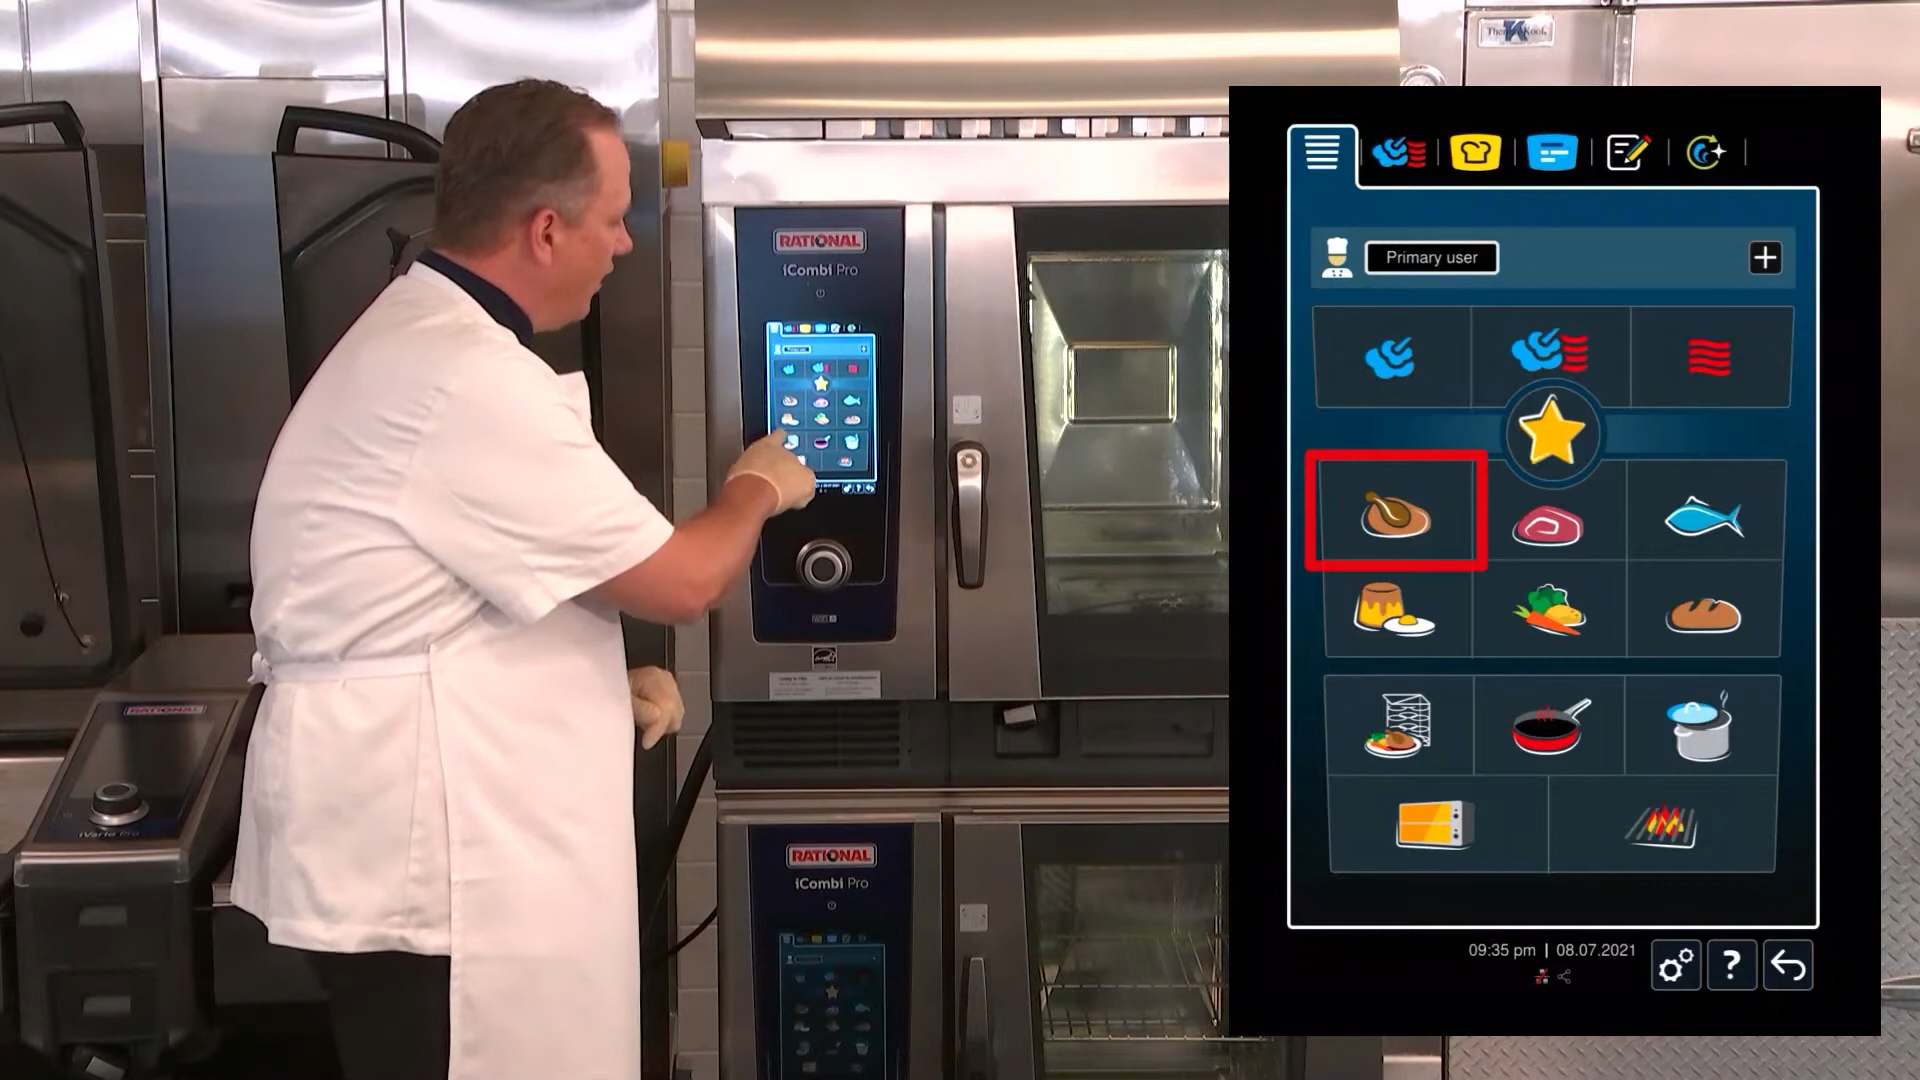 RATIONAL
iCombi Pro
RATIONAL
iVario Pro
RATIONAL
iCombi Pro
Primary user
09:35 pm | 08.07.2021
?